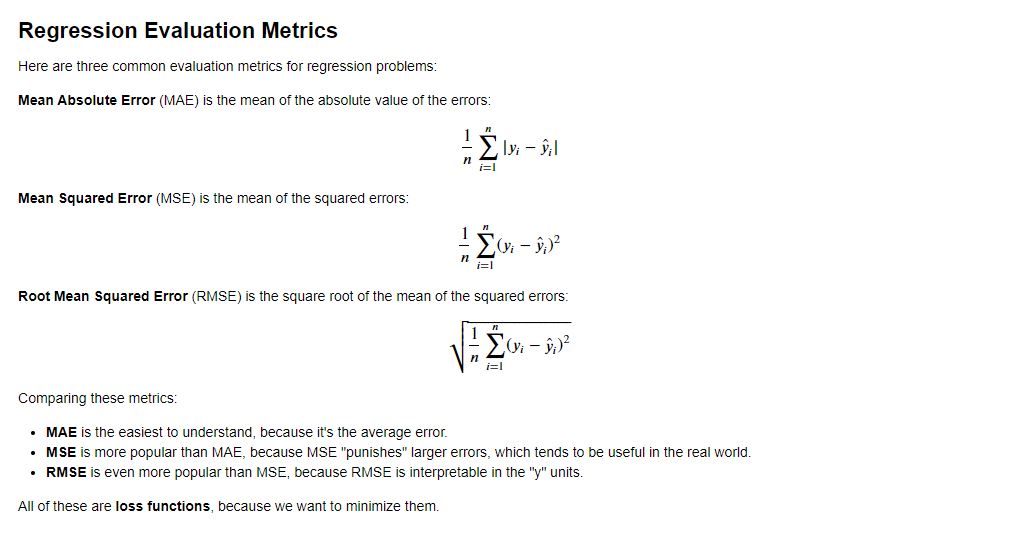 Regression Evaluation Metrics
Here are three common evaluation metrics for regression problems:
Mean Absolute Error (MAE) is the mean of the absolute value of the errors:
$\frac{1}{n} \sum_{i=1}^{n} |y_i - \hat{y}_i|$
Mean Squared Error (MSE) is the mean of the squared errors:
$\frac{1}{n} \sum_{i=1}^{n} (y_i - \hat{y}_i)^2$
Root Mean Squared Error (RMSE) is the square root of the mean of the squared errors:
$\sqrt{\frac{1}{n} \sum_{i=1}^{n} (y_i - \hat{y}_i)^2}$
Comparing these metrics:
• MAE is the easiest to understand, because it's the average error.
• MSE is more popular than MAE, because MSE "punishes" larger errors, which tends to be useful in the real world.
• RMSE is even more popular than MSE, because RMSE is interpretable in the "y" units.
All of these are loss functions, because we want to minimize them.